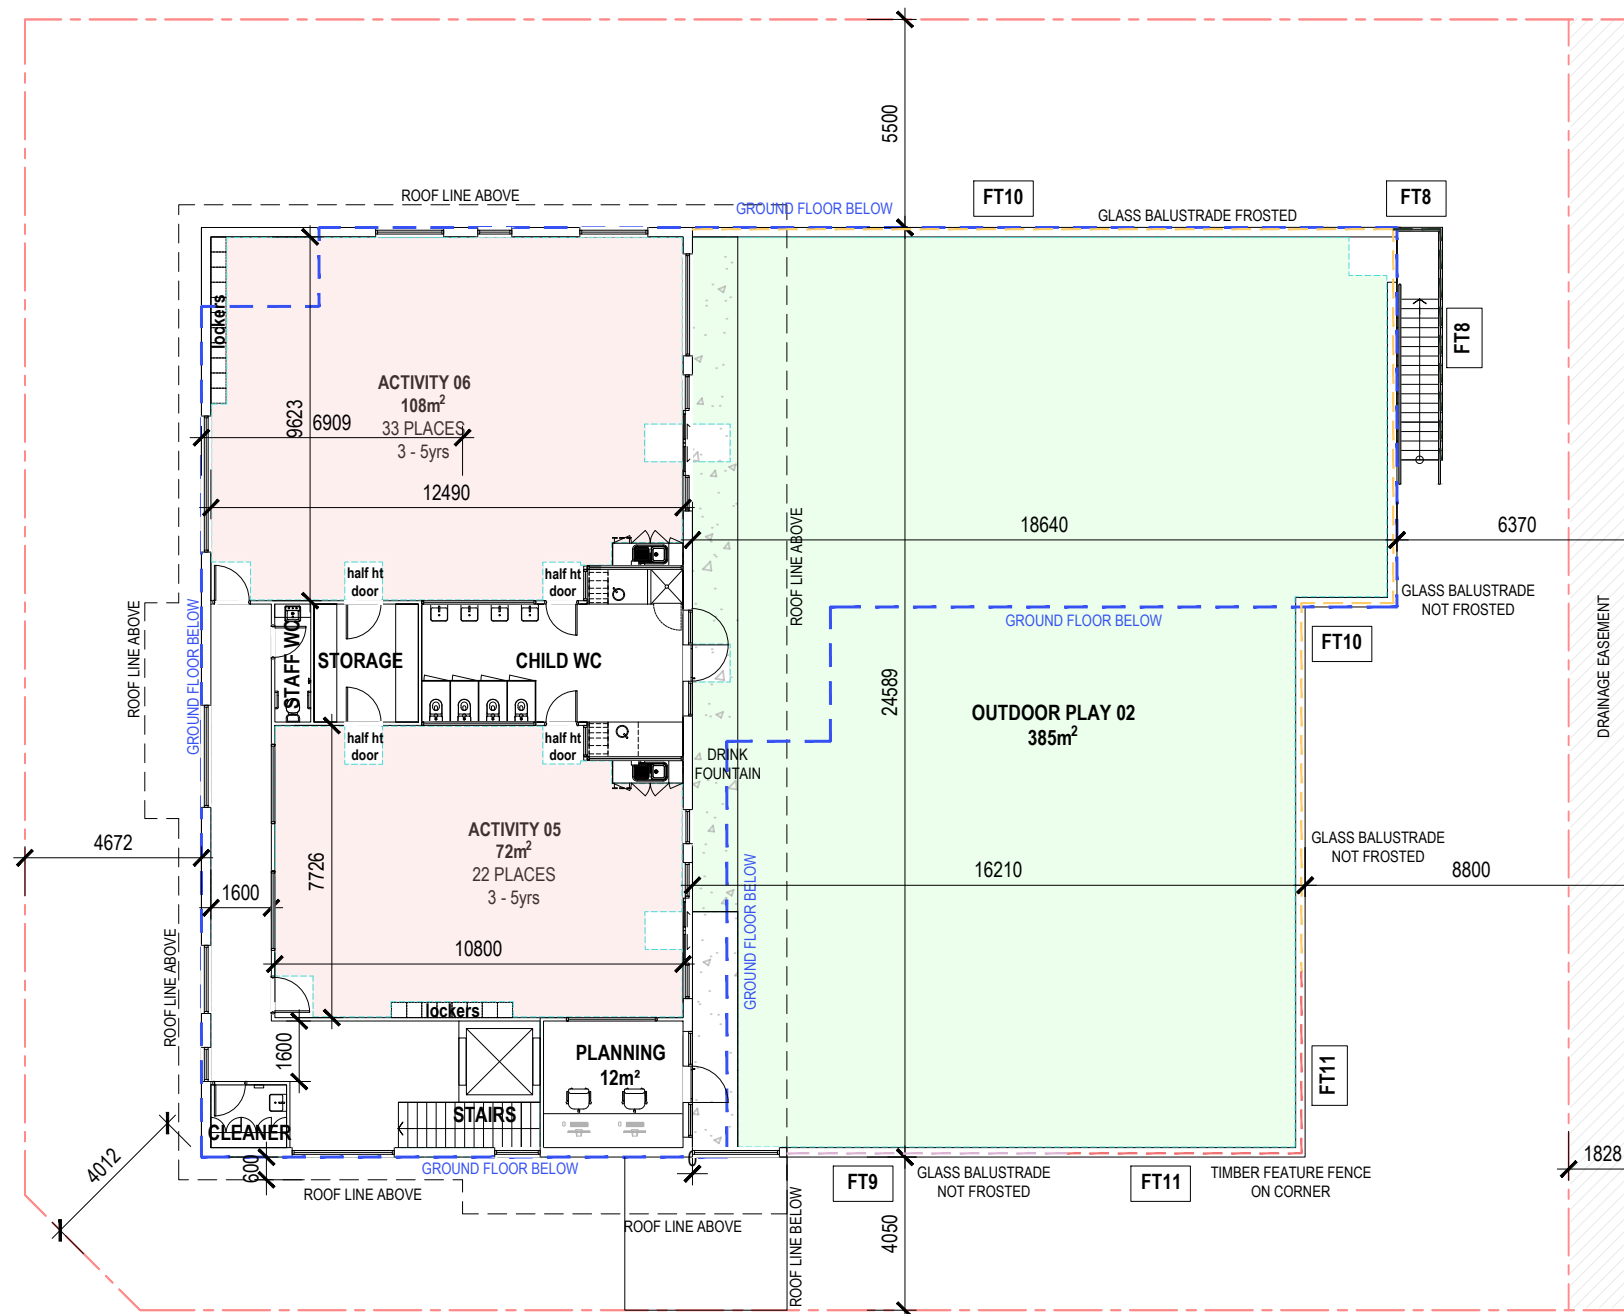 5500
ROOF LINE ABOVE
GROUND FLOOR BELOW
FT10
GLASS BALUSTRADE FROSTED
FT8
lockers
FT8
ACTIVITY 06
108m²
33 PLACES
3 - 5yrs
9623
6909
12490
18640
6370
ROOF LINE ABOVE
half ht
door
half ht
door
GLASS BALUSTRADE
NOT FROSTED
ROOF LINE ABOVE
GROUND FLOOR BELOW
GROUND FLOOR BELOW
FT10
DRAINAGE EASEMENT
STAFF WC
STORAGE
CHILD WC
24589
OUTDOOR PLAY 02
385m²
half ht
door
half ht
door
DRINK
FOUNTAIN
4672
ACTIVITY 05
72m²
22 PLACES
3 - 5yrs
7726
1600
10800
GROUND FLOOR BELOW
16210
GLASS BALUSTRADE
NOT FROSTED
8800
ROOF LINE ABOVE
lockers
1600
PLANNING
12m²
STAIRS
CLEANER
FT11
4012
600
GROUND FLOOR BELOW
ROOF LINE ABOVE
ROOF LINE ABOVE
ROOF LINE BELOW
FT9
GLASS BALUSTRADE
NOT FROSTED
FT11
TIMBER FEATURE FENCE
ON CORNER
1828
4050